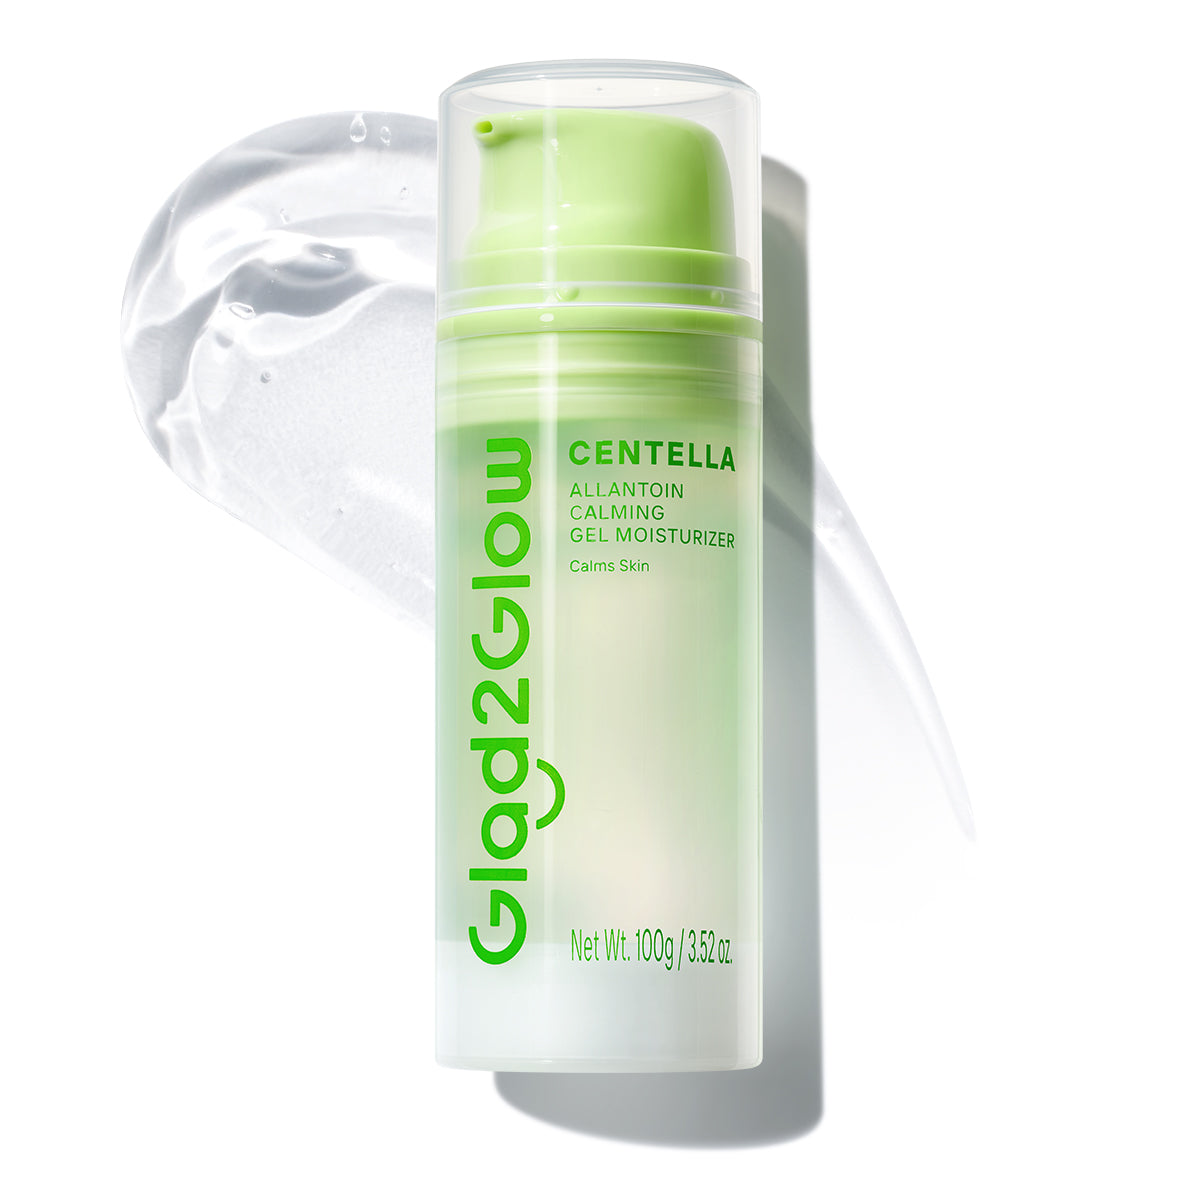 Glad2Glow
CENTELLA
ALLANTOIN
CALMING
GEL MOISTURIZER
Calms Skin
Net Wt. 100g / 3.52 oz.